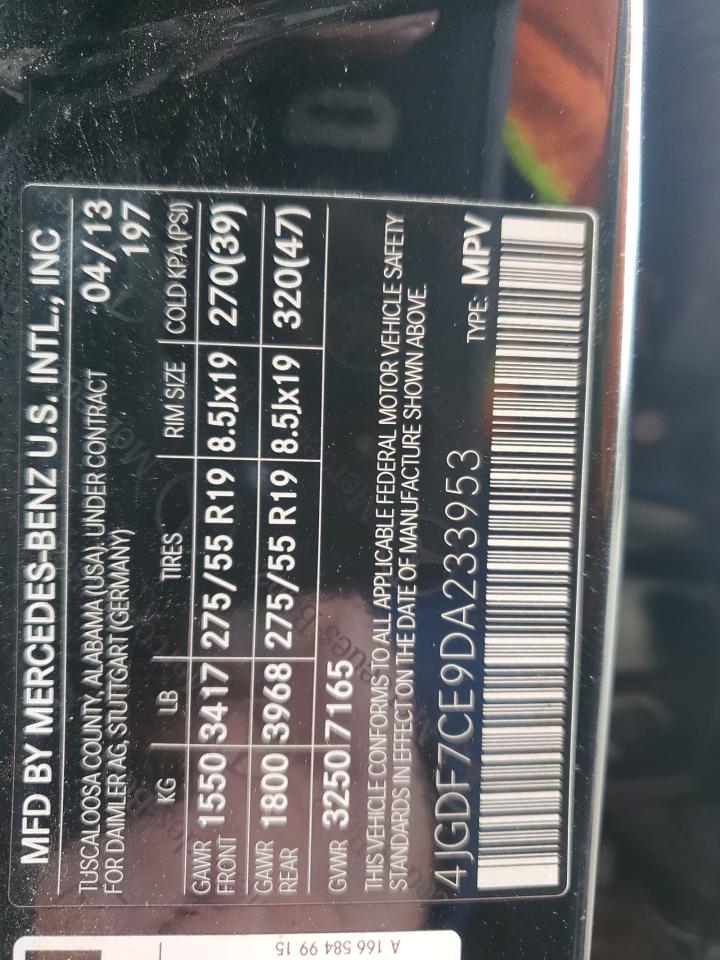 MFD BY MERCEDES-BENZ U.S. INTL., INC
TUSCALOOSA COUNTY, ALABAMA (USA), UNDER CONTRACT 04/13
FOR DAIMLER AG, STUTTGART (GERMANY) 197
KG LB TIRES RIM SIZE COLD KPA(PSI)
GAWR FRONT 1550 3417 275/55 R19 8.5Jx19 270(39)
GAWR REAR 1800 3968 275/55 R19 8.5Jx19 320(47)
GVWR 3250 7165
THIS VEHICLE CONFORMS TO ALL APPLICABLE FEDERAL MOTOR VEHICLE SAFETY
STANDARDS IN EFFECT ON THE DATE OF MANUFACTURE SHOWN ABOVE.
4JGDF7CE9DA233953 TYPE: MPV
A 166 584 99 15